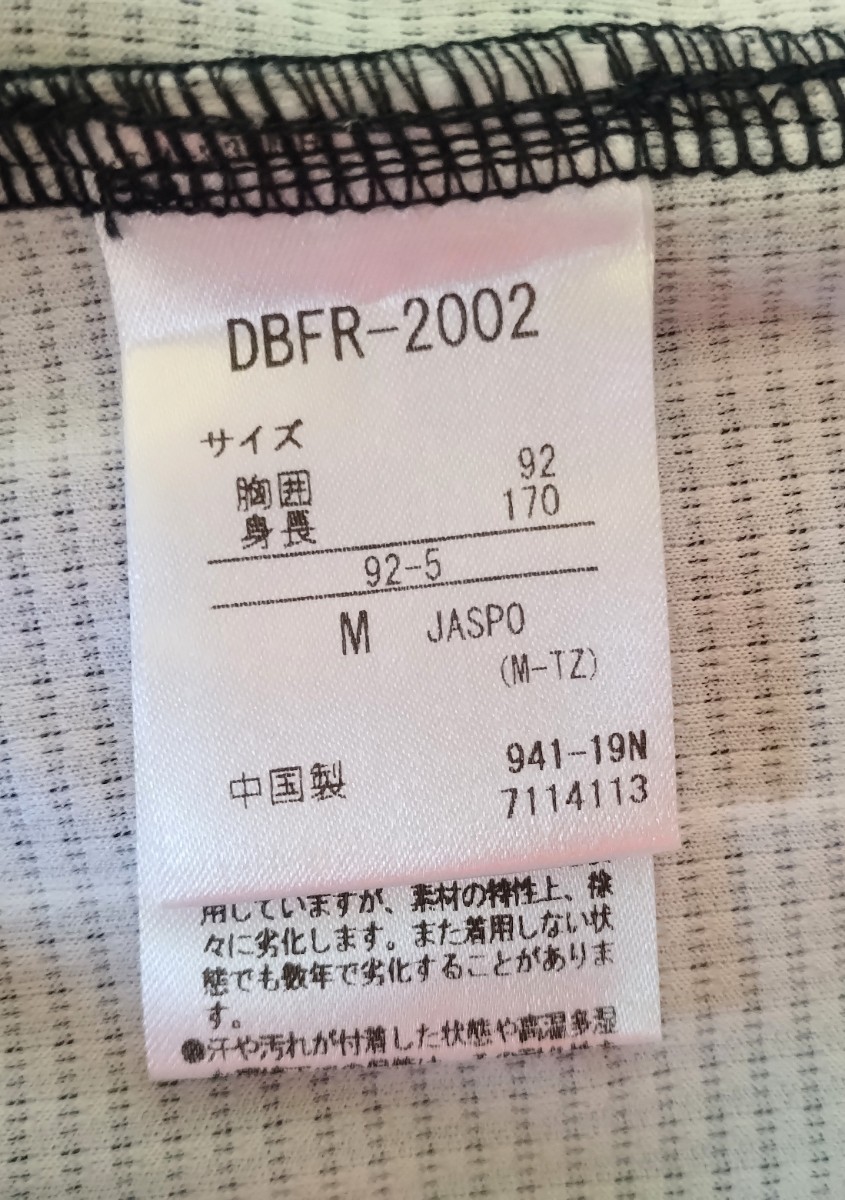 DBFR-2002
サイズ
胸囲 92
身長 170
92-5
M JASPO
(M-TZ)
941-19N
中国製 7114113
用していますが、素材の特性上、徐
々に劣化します。また着用しない状
態でも数年で劣化することがありま
す。
●汗や汚れが付着した状態や高温多湿